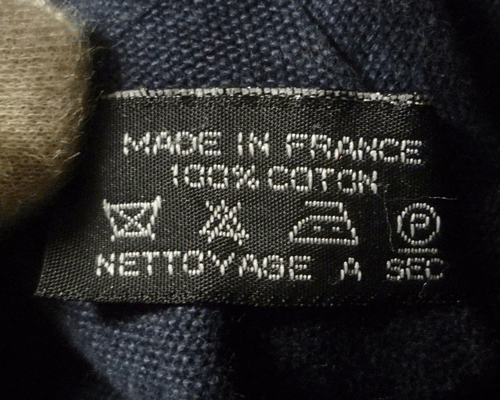 MADE IN FRANCE
100% COTON
P
NETTOYAGE A SEC